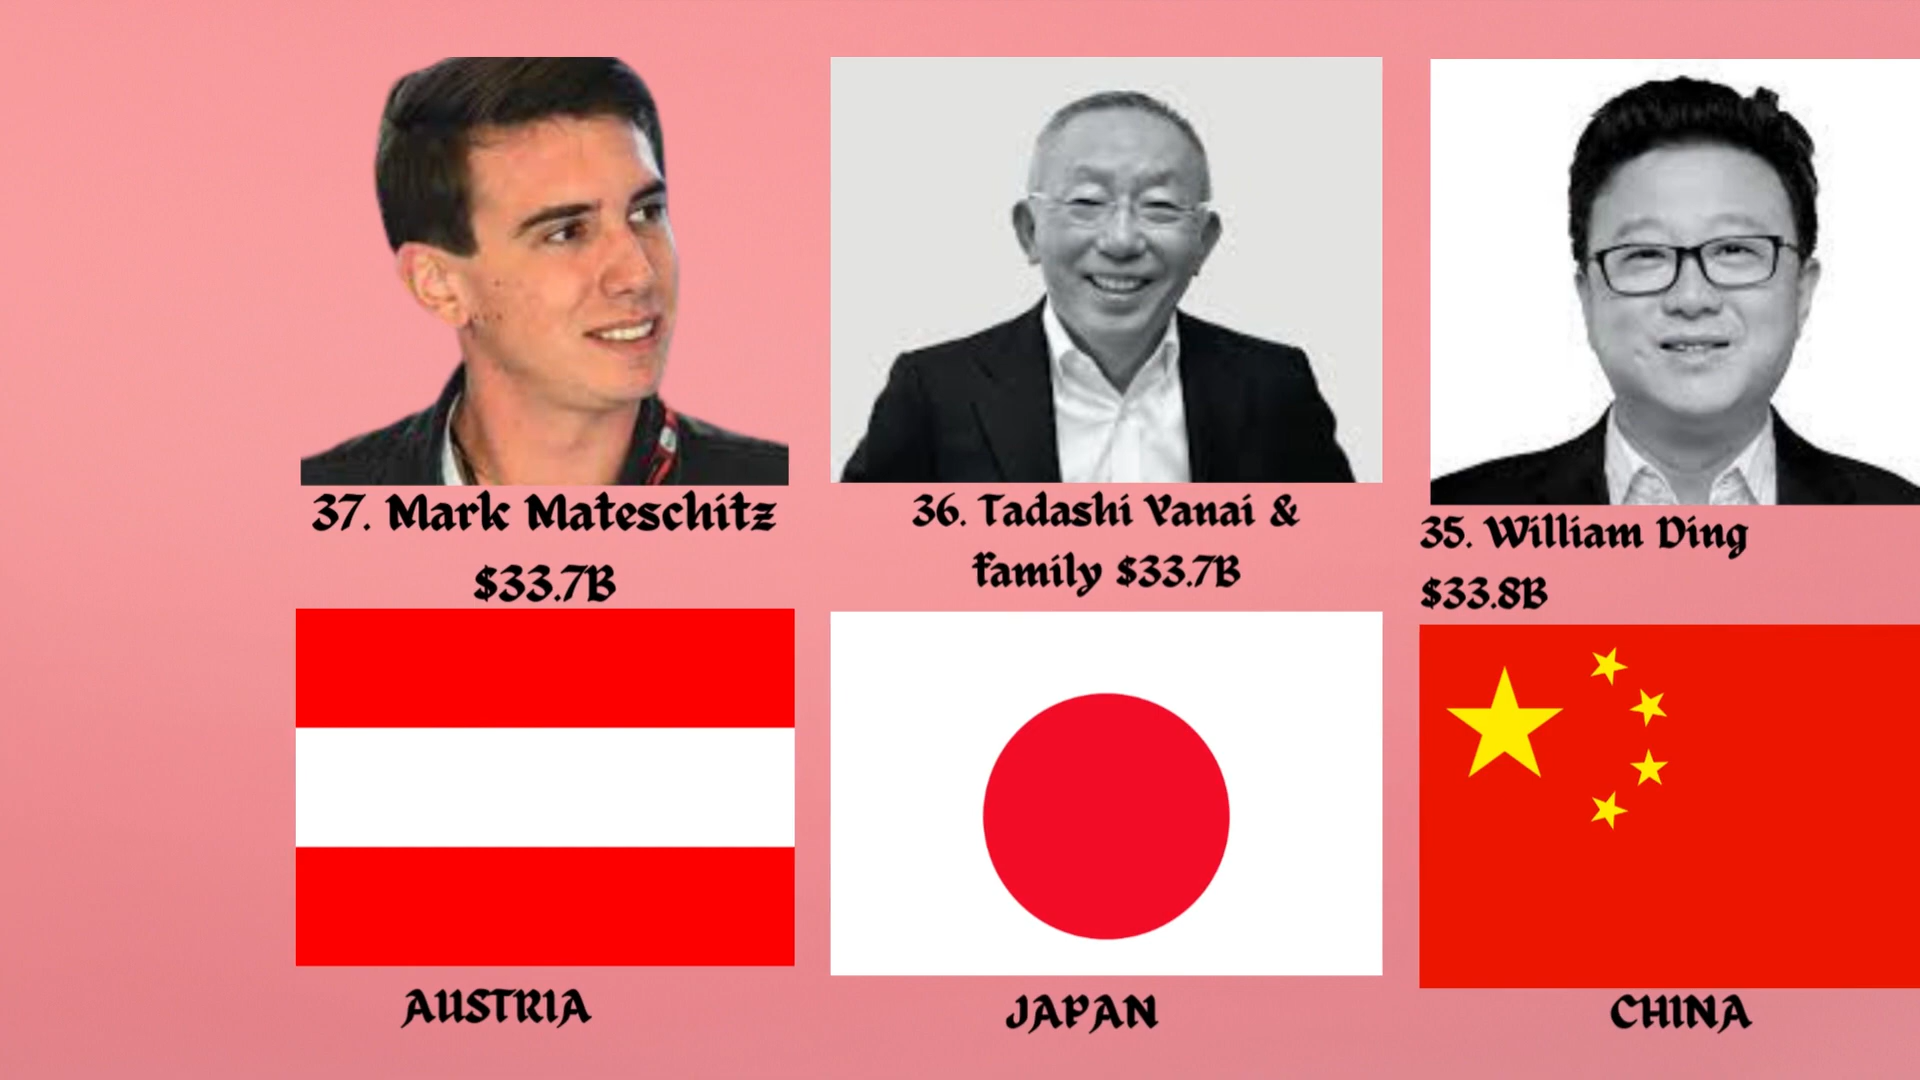 37. Mark Mateschitz
$33.7B
AUSTRIA
36. Tadashi Yanai &
family $33.7B
JAPAN
35. William Ding
$33.8B
CHINA